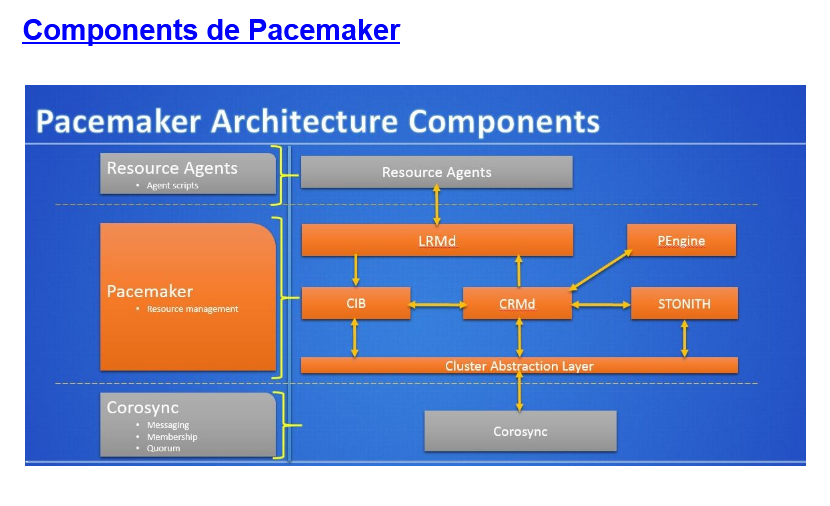 Components de Pacemaker
Pacemaker Architecture Components
Resource Agents
• Agent scripts
Resource Agents
LRMd
PEngine
Pacemaker
• Resource management
CIB
CRMd
STONITH
Cluster Abstraction Layer
Corosync
• Messaging
• Membership
• Quorum
Corosync